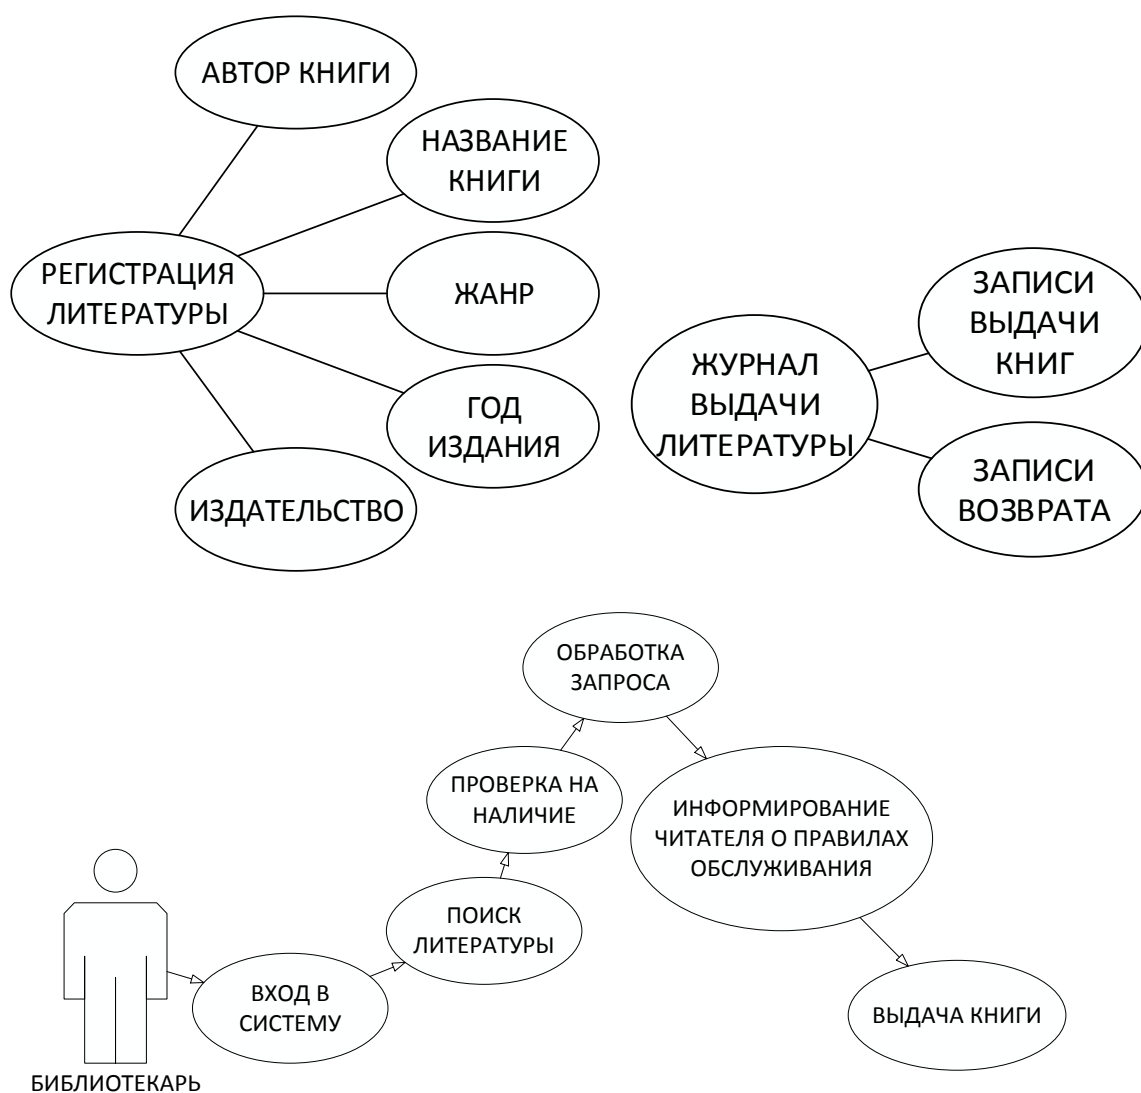 АВТОР КНИГИ
НАЗВАНИЕ
КНИГИ
РЕГИСТРАЦИЯ
ЛИТЕРАТУРЫ
ЖАНР
ГОД
ИЗДАНИЯ
ИЗДАТЕЛЬСТВО
ЖУРНАЛ
ВЫДАЧИ
ЛИТЕРАТУРЫ
ЗАПИСИ
ВЫДАЧИ
КНИГ
ЗАПИСИ
ВОЗВРАТА
ОБРАБОТКА
ЗАПРОСА
ПРОВЕРКА НА
НАЛИЧИЕ
ИНФОРМИРОВАНИЕ
ЧИТАТЕЛЯ О ПРАВИЛАХ
ОБСЛУЖИВАНИЯ
ПОИСК
ЛИТЕРАТУРЫ
ВХОД В
СИСТЕМУ
ВЫДАЧА КНИГИ
БИБЛИОТЕКАРЬ